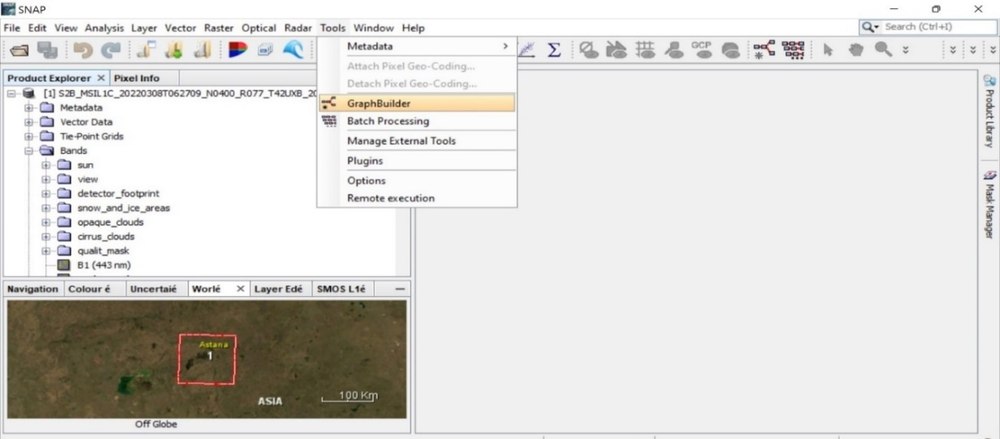 SNAP
File Edit View Analysis Layer Vector Raster Optical Radar Tools Window Help
Search (Ctrl+I)
GCP
Metadata
Attach Pixel Geo-Coding...
Detach Pixel Geo-Coding...
GraphBuilder
Batch Processing
Manage External Tools
Plugins
Options
Remote execution
Product Explorer Pixel Info
[1] S2B_MSIL1C_20220308T062709_N0400_R077_T42UXB_20
Metadata
Vector Data
Tie-Point Grids
Bands
sun
view
detector_footprint
snow_and_ice_areas
opaque_clouds
cirrus_clouds
qualit_mask
B1 (443 nm)
Navigation Colour é Uncertaié Worlé Layer Edé SMOS L1é
Astana
1
ASIA
100 Km
Off Globe
Product Library
Mask Manager